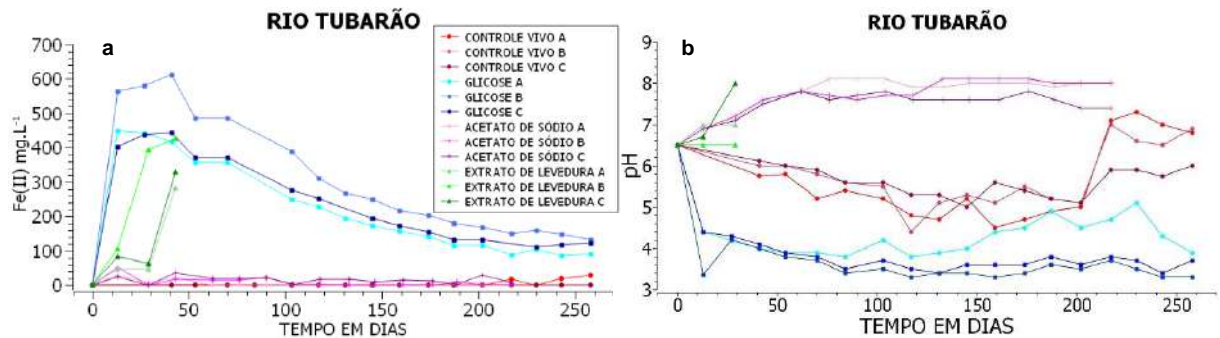 RIO TUBARÃO
a
Fe(II) mg.L⁻¹
700
600
500
400
300
200
100
0
0
50
100
150
200
250
TEMPO EM DIAS
CONTROLE VIVO A
CONTROLE VIVO B
CONTROLE VIVO C
GLICOSE A
GLICOSE B
GLICOSE C
ACETATO DE SÓDIO A
ACETATO DE SÓDIO B
ACETATO DE SÓDIO C
EXTRATO DE LEVEDURA A
EXTRATO DE LEVEDURA B
EXTRATO DE LEVEDURA C
RIO TUBARÃO
b
pH
9
8
7
6
5
4
3
0
50
100
150
200
250
TEMPO EM DIAS